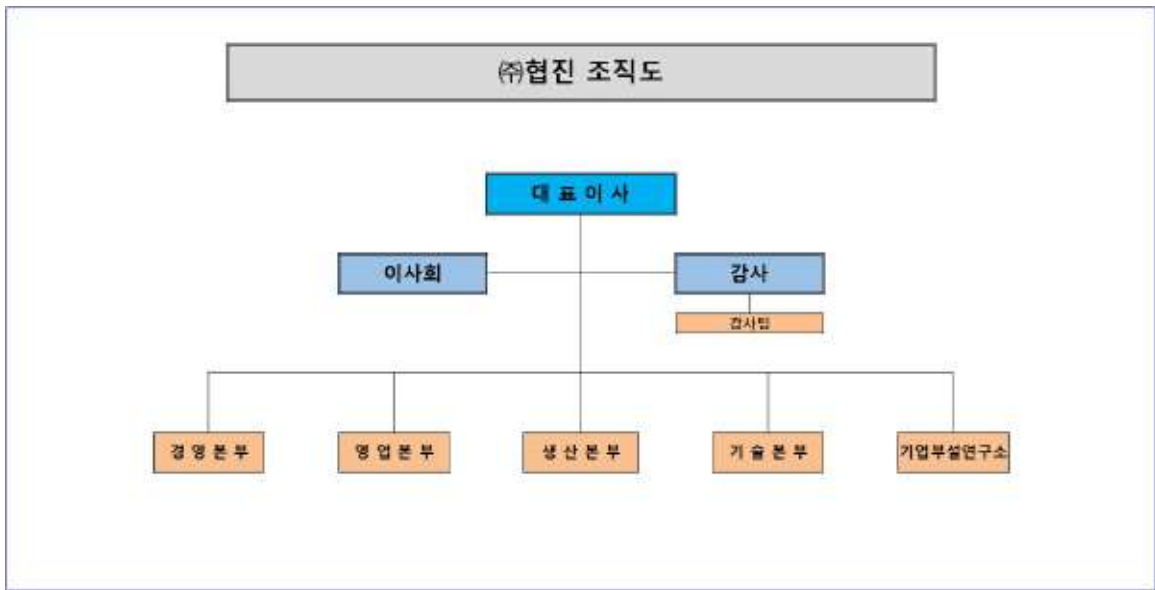 ㈜협진 조직도
대 표 이 사
이사회
감사
감사팀
경 영 본 부
영 업 본 부
생 산 본 부
기 술 본 부
기업부설연구소